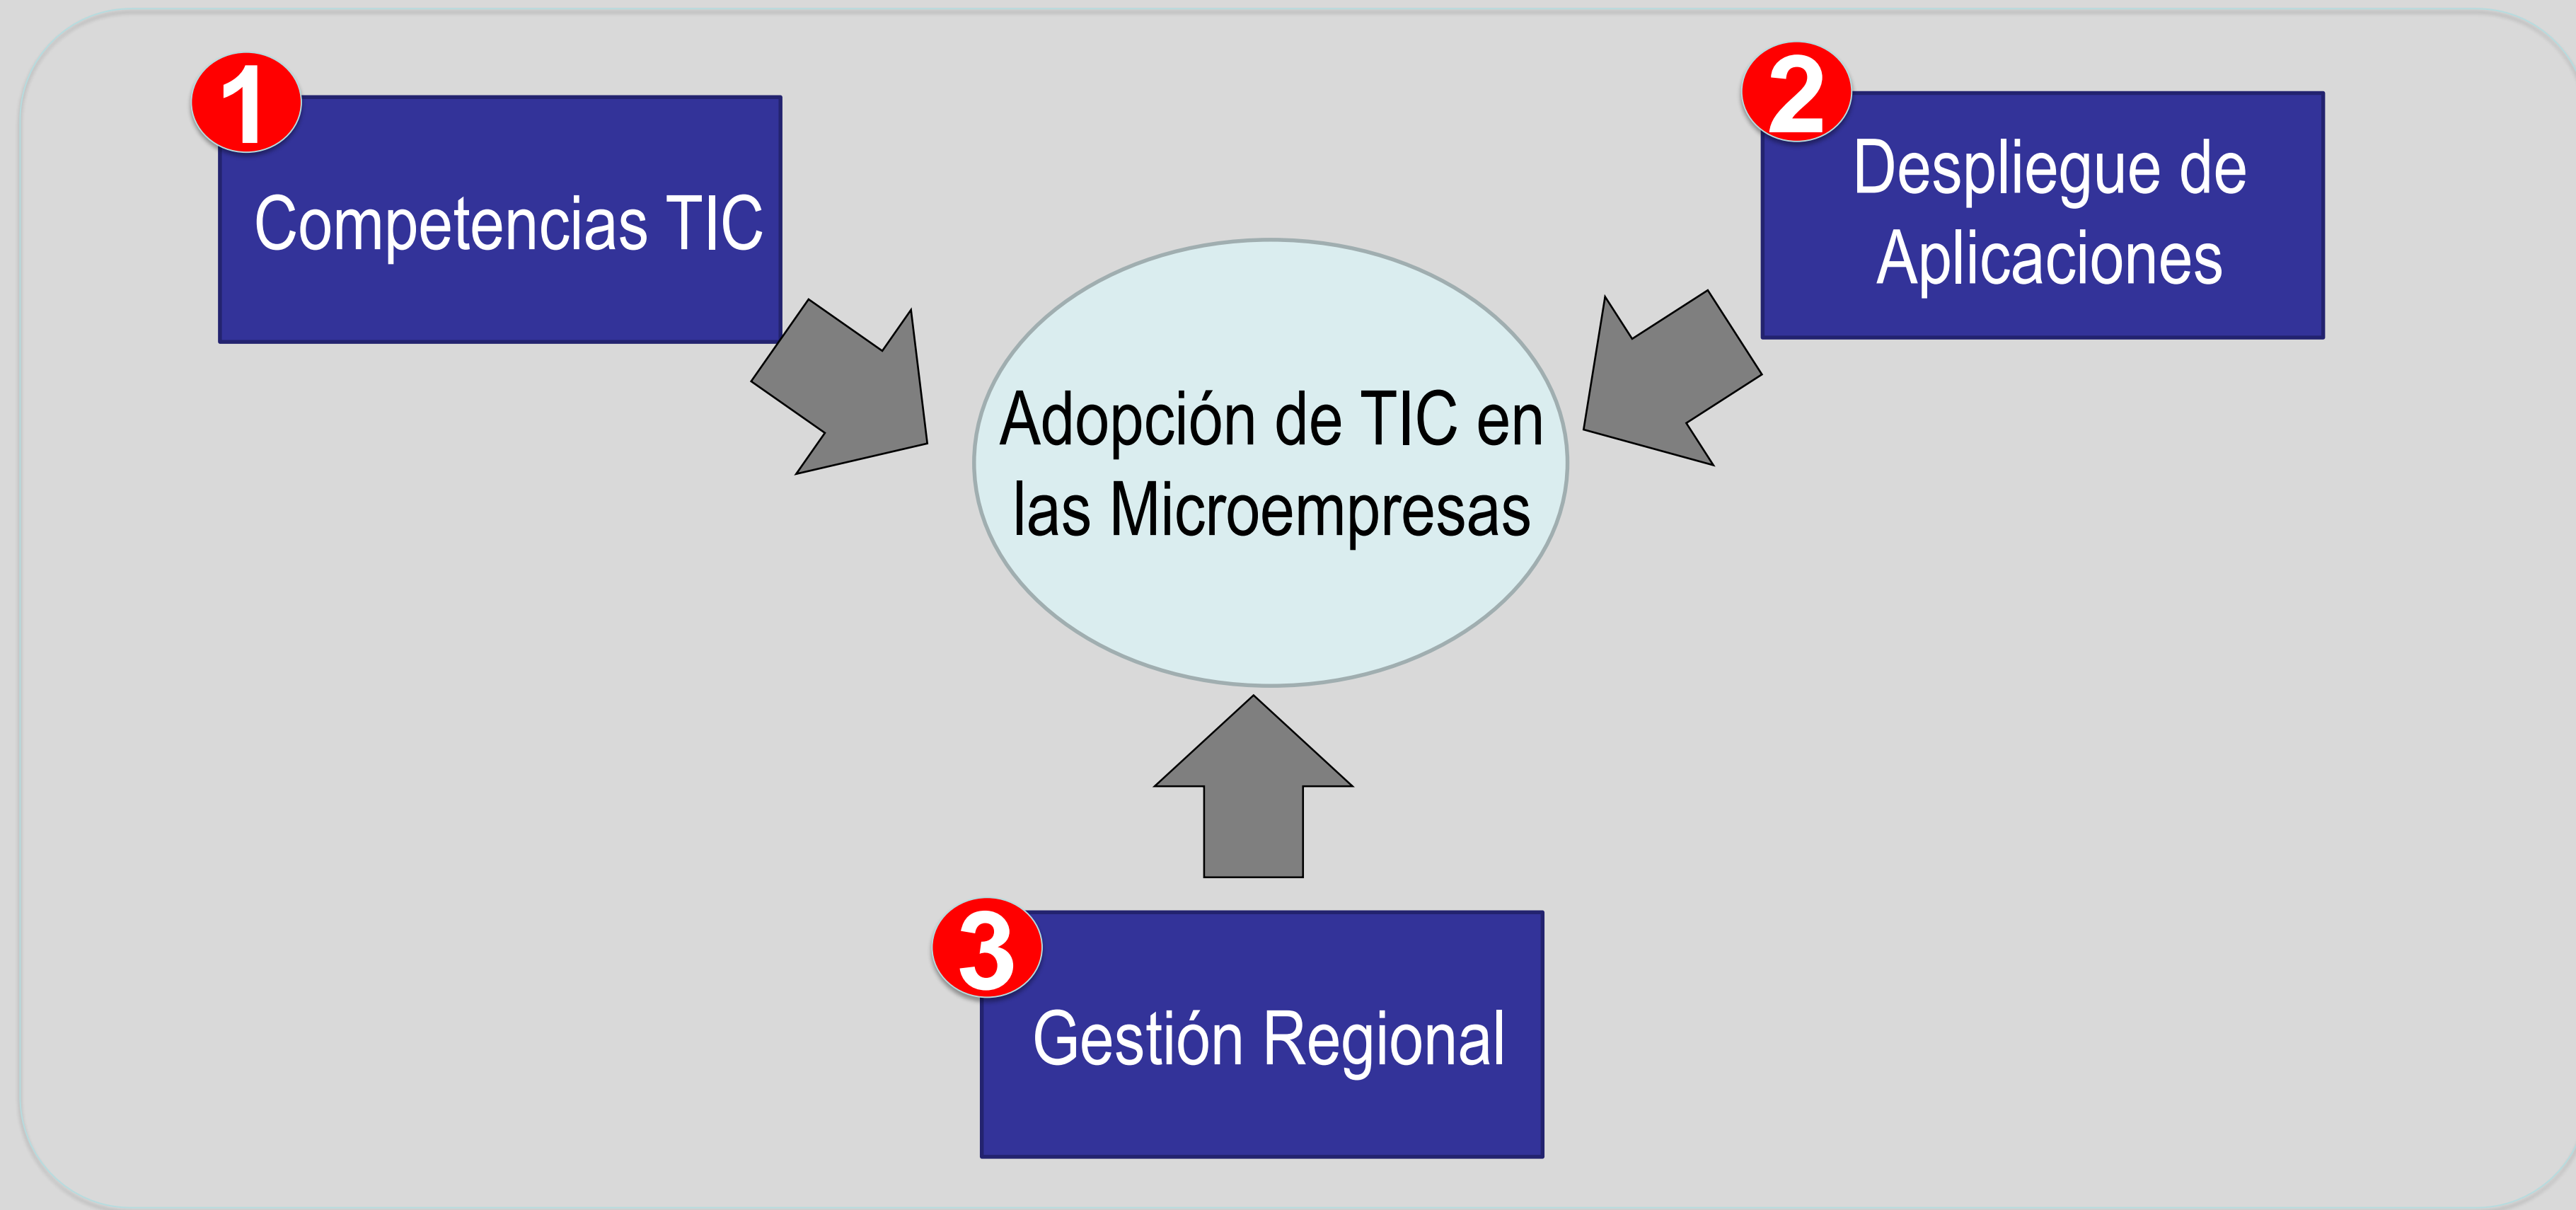 1
Competencias TIC
2
Despliegue de
Aplicaciones
Adopción de TIC en
las Microempresas
3
Gestión Regional